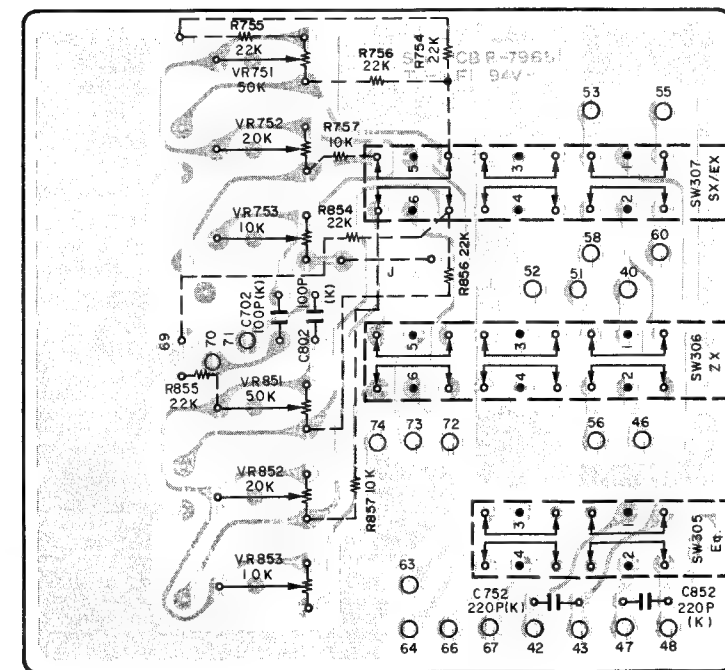 R755
22K
VR751
50K
R756
22K
R754
22K
CB R-7965
94V-
53
55
VR752
20K
R757
10K
5
3
1
6
4
2
SW307
SX/EX
VR753
10K
R854
22K
J
R856 22K
58
60
52
51
40
C702
100P(K)
100P
(K)
C802
69
70
71
5
3
1
6
4
2
SW306
ZX
R855
22K
VR851
50K
74
73
72
56
46
VR852
20K
R857 10K
3
1
4
2
SW305
Eq.
VR853
10K
63
C752
220P(K)
C852
220P
(K)
64
66
67
42
43
47
48